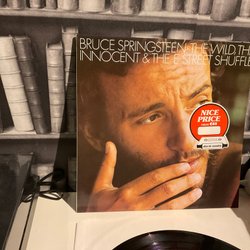 BRUCE SPRINGSTEEN THE WILD, THE
INNOCENT & THE E STREET SHUFFLE
NICE
PRICE